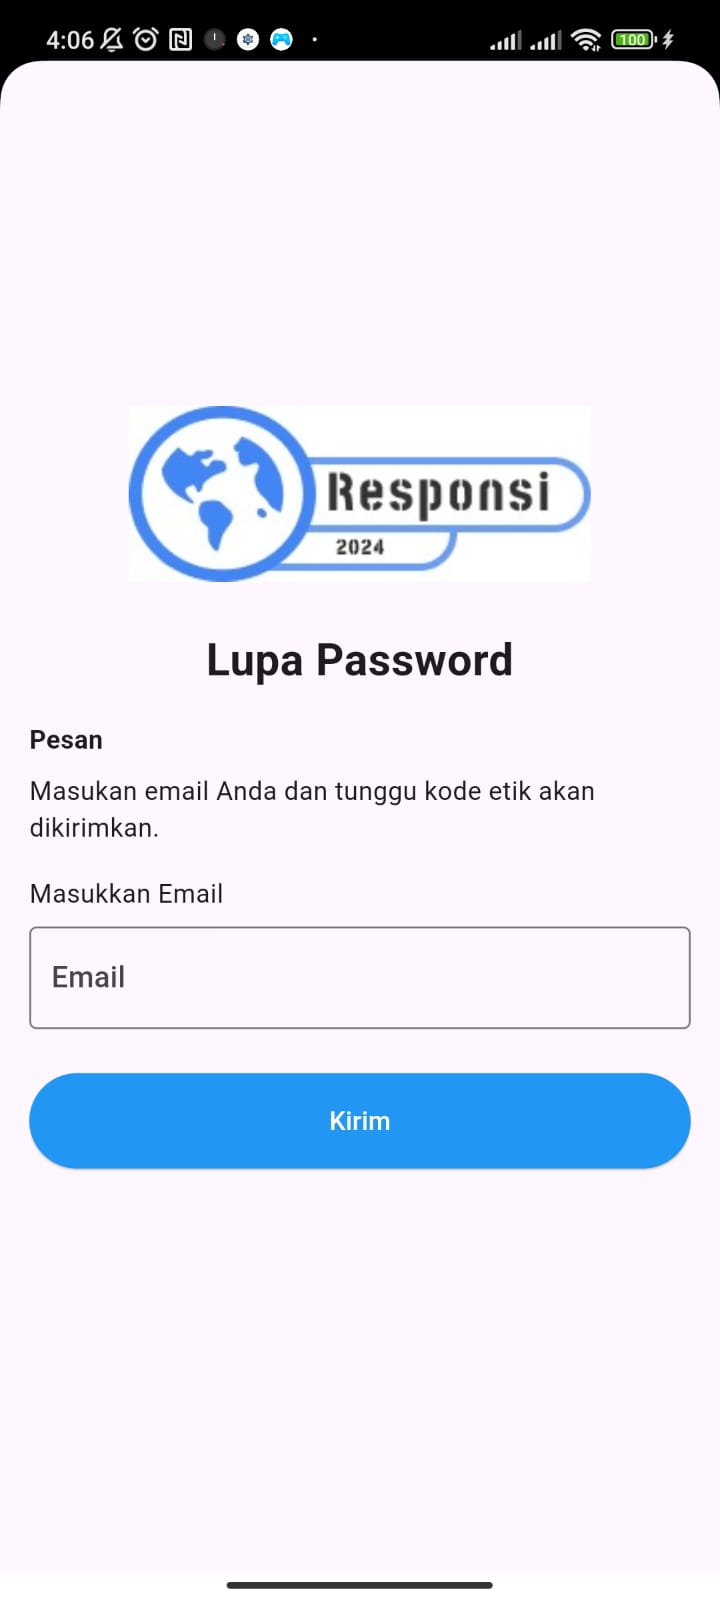 4:06
100
Responsi
2024
Lupa Password
Pesan
Masukan email Anda dan tunggu kode etik akan
dikirimkan.
Masukkan Email
Email
Kirim